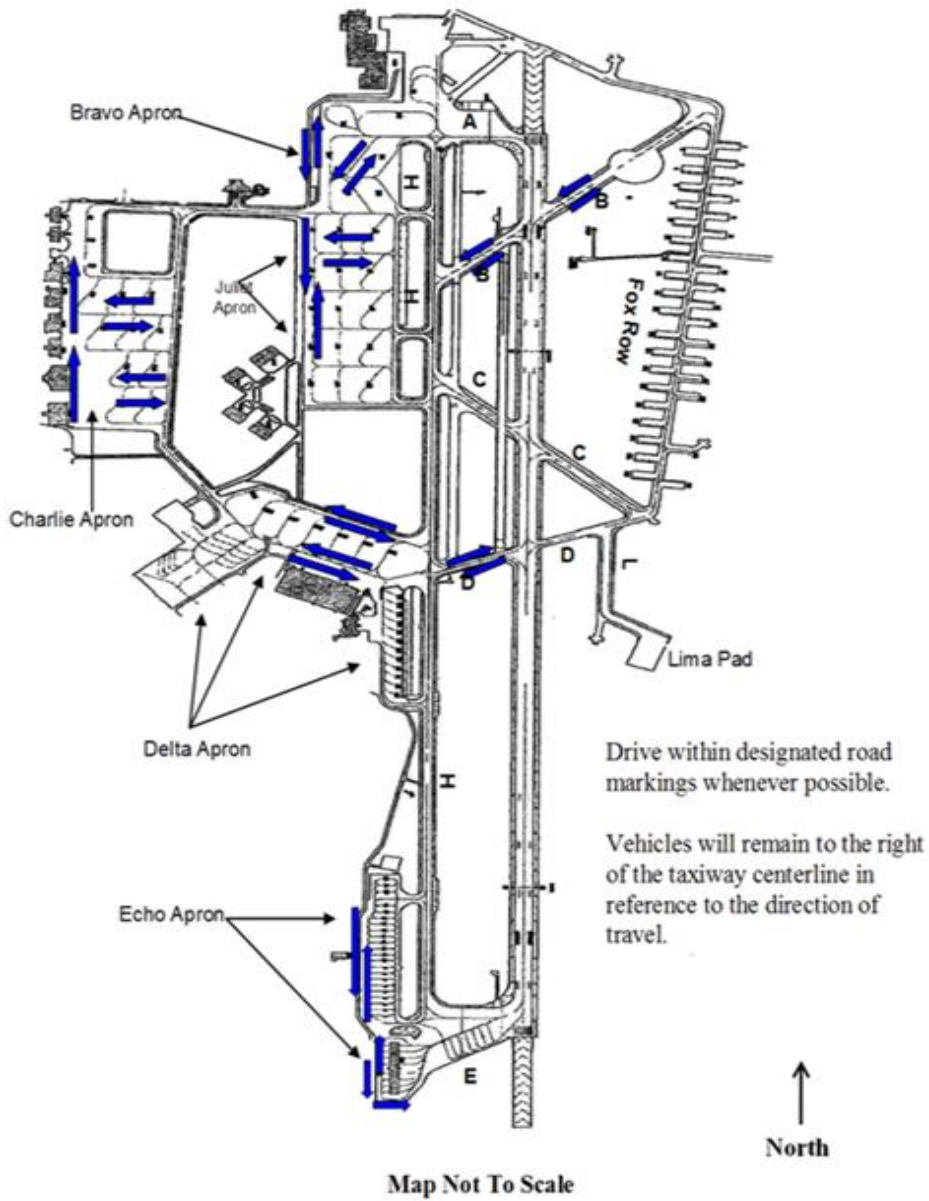 Bravo Apron
A
H
B
B
Juliet
Apron
H
Fox Row
C
C
Charlie Apron
D
D
L
Lima Pad
Delta Apron
H
Drive within designated road
markings whenever possible.
Vehicles will remain to the right
of the taxiway centerline in
reference to the direction of
travel.
Echo Apron
E
North
Map Not To Scale